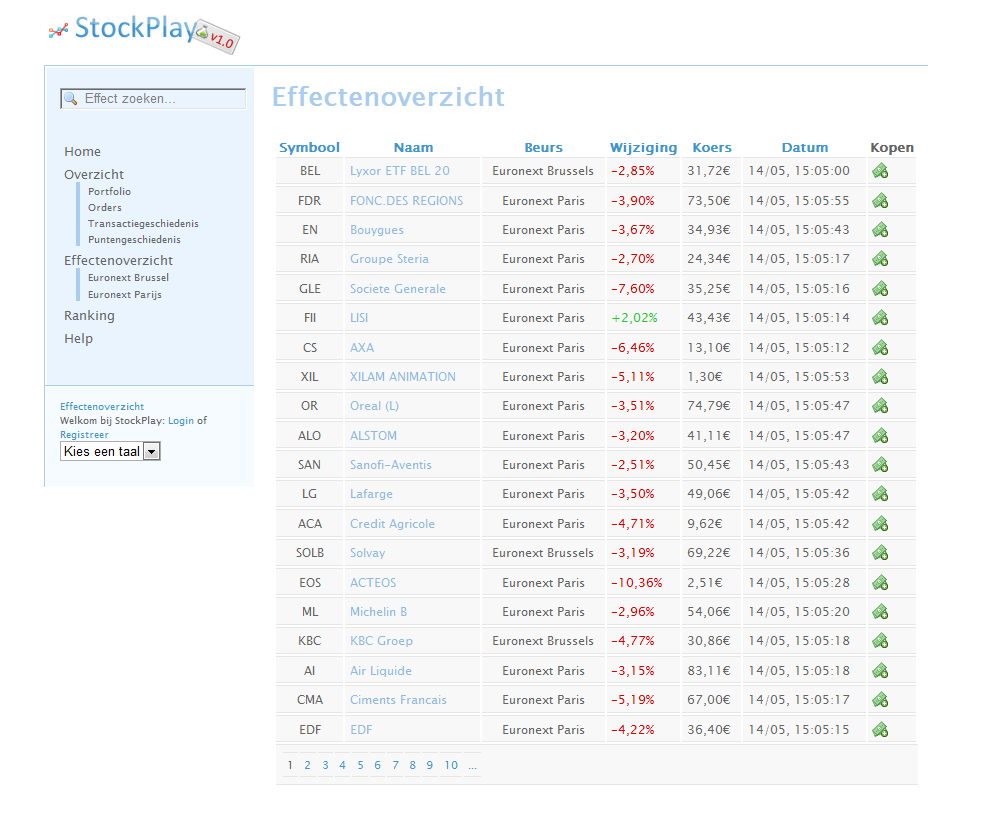 StockPlay v1.0
Effect zoeken...
Home
Overzicht
Portfolio
Orders
Transactiegeschiedenis
Puntengeschiedenis
Effectenoverzicht
Euronext Brussel
Euronext Parijs
Ranking
Help
Effectenoverzicht
Welkom bij StockPlay: Login of
Registreer
Kies een taal
Effectenoverzicht
Symbool Naam Beurs Wijziging Koers Datum Kopen
BEL Lyxor ETF BEL 20 Euronext Brussels -2,85% 31,72€ 14/05, 15:05:00
FDR FONC.DES REGIONS Euronext Paris -3,90% 73,50€ 14/05, 15:05:55
EN Bouygues Euronext Paris -3,67% 34,93€ 14/05, 15:05:43
RIA Groupe Steria Euronext Paris -2,70% 24,34€ 14/05, 15:05:17
GLE Societe Generale Euronext Paris -7,60% 35,25€ 14/05, 15:05:16
FII LISI Euronext Paris +2,02% 43,43€ 14/05, 15:05:14
CS AXA Euronext Paris -6,46% 13,10€ 14/05, 15:05:12
XIL XILAM ANIMATION Euronext Paris -5,11% 1,30€ 14/05, 15:05:53
OR Oreal (L) Euronext Paris -3,51% 74,79€ 14/05, 15:05:47
ALO ALSTOM Euronext Paris -3,20% 41,11€ 14/05, 15:05:47
SAN Sanofi-Aventis Euronext Paris -2,51% 50,45€ 14/05, 15:05:43
LG Lafarge Euronext Paris -3,50% 49,06€ 14/05, 15:05:42
ACA Credit Agricole Euronext Paris -4,71% 9,62€ 14/05, 15:05:42
SOLB Solvay Euronext Brussels -3,19% 69,22€ 14/05, 15:05:36
EOS ACTEOS Euronext Paris -10,36% 2,51€ 14/05, 15:05:28
ML Michelin B Euronext Paris -2,96% 54,06€ 14/05, 15:05:20
KBC KBC Groep Euronext Brussels -4,77% 30,86€ 14/05, 15:05:18
AI Air Liquide Euronext Paris -3,15% 83,11€ 14/05, 15:05:18
CMA Ciments Francais Euronext Paris -5,19% 67,00€ 14/05, 15:05:17
EDF EDF Euronext Paris -4,22% 36,40€ 14/05, 15:05:15
1 2 3 4 5 6 7 8 9 10 ...